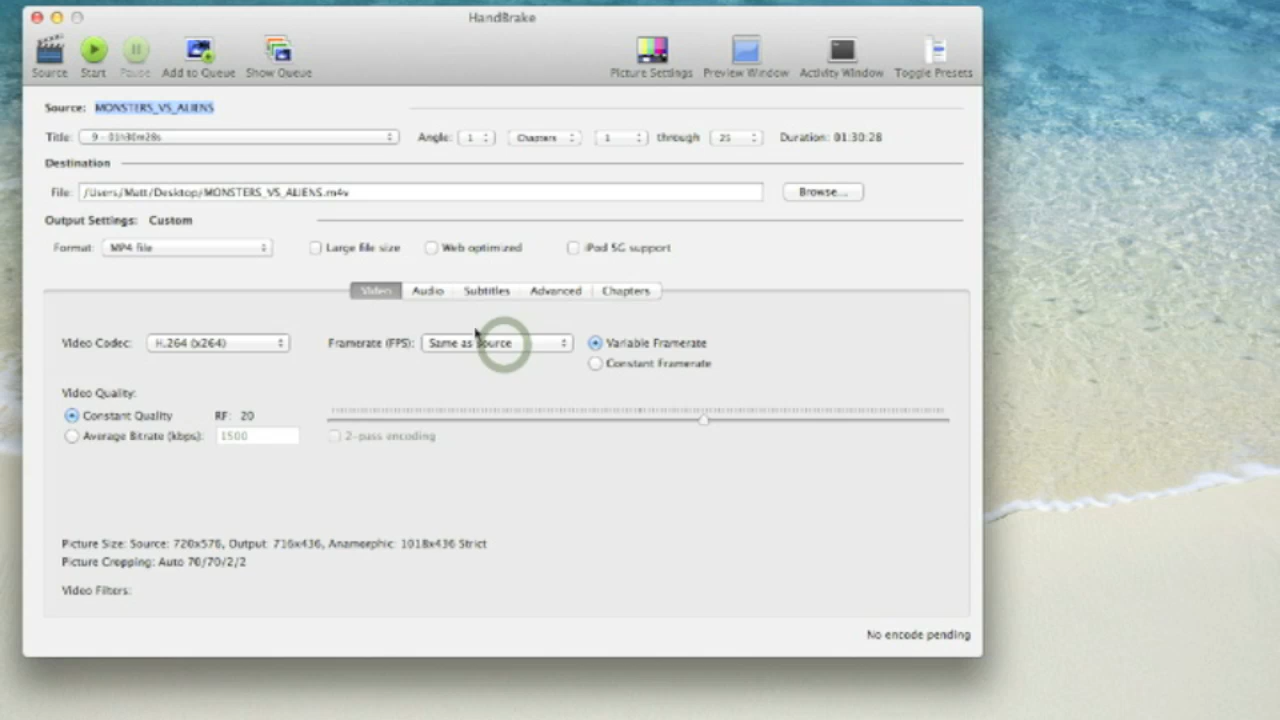 HandBrake
Source Start Pause Add to Queue Show Queue Picture Settings Preview Window Activity Window Toggle Presets
Source: MONSTERS_VS_ALIENS
Title: 9 - 01h30m28s Angle: 1 Chapters 1 through 25 Duration: 01:30:28
Destination
File: /Users/Matt/Desktop/MONSTERS_VS_ALIENS.m4v Browse...
Output Settings: Custom
Format: MP4 file Large file size Web optimized iPod 5G support
Video Audio Subtitles Advanced Chapters
Video Codec: H.264 (x264) Framerate (FPS): Same as source Variable Framerate
Constant Framerate
Video Quality:
Constant Quality RF: 20
Average Bitrate (kbps): 1500 2-pass encoding
Picture Size: Source: 720x576, Output: 716x436, Anamorphic: 1018x436 Strict
Picture Cropping: Auto 70/70/2/2
Video Filters:
No encode pending